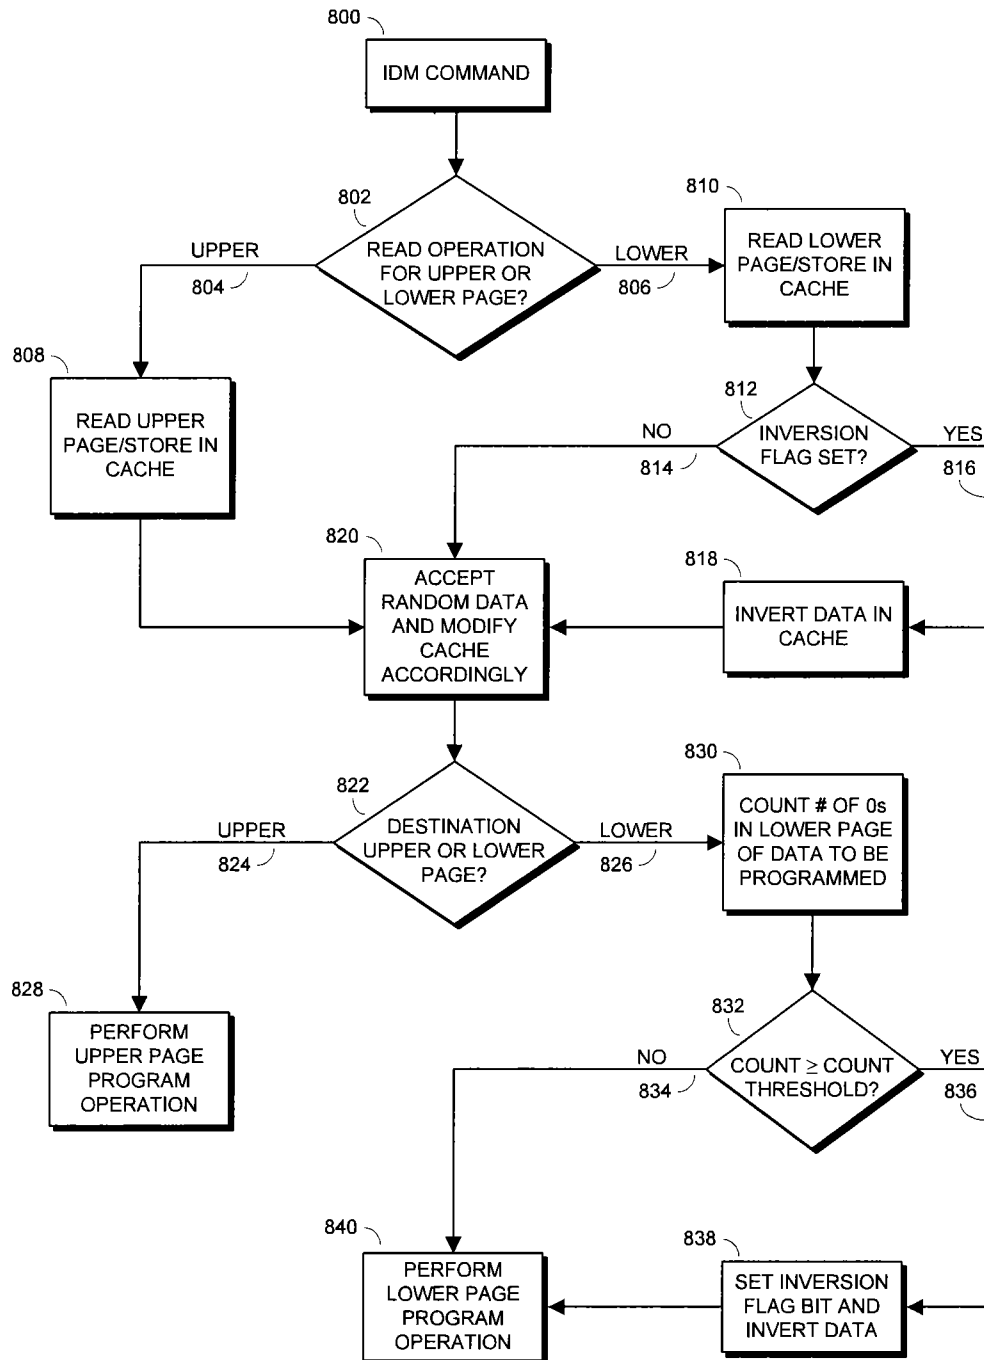 800
IDM COMMAND
802
READ OPERATION
FOR UPPER OR
LOWER PAGE?
UPPER
804
LOWER
806
810
READ LOWER
PAGE/STORE IN
CACHE
808
READ UPPER
PAGE/STORE IN
CACHE
812
INVERSION
FLAG SET?
NO
814
YES
816
820
ACCEPT
RANDOM DATA
AND MODIFY
CACHE
ACCORDINGLY
818
INVERT DATA IN
CACHE
822
DESTINATION
UPPER OR LOWER
PAGE?
UPPER
824
LOWER
826
830
COUNT # OF 0s
IN LOWER PAGE
OF DATA TO BE
PROGRAMMED
828
PERFORM
UPPER PAGE
PROGRAM
OPERATION
832
COUNT ≥ COUNT
THRESHOLD?
NO
834
YES
836
840
PERFORM
LOWER PAGE
PROGRAM
OPERATION
838
SET INVERSION
FLAG BIT AND
INVERT DATA